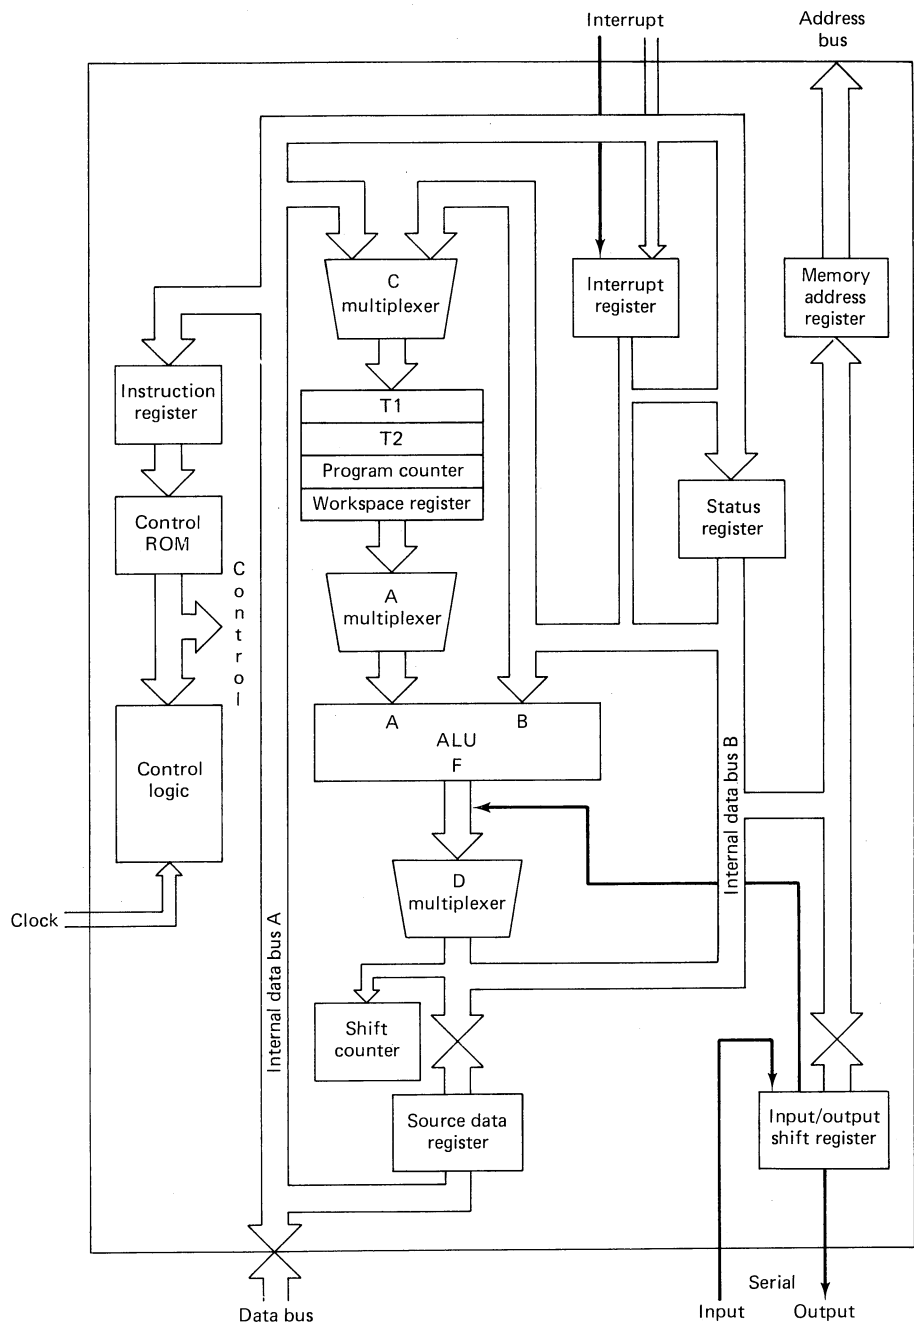 Interrupt
Address
bus
C
multiplexer
Interrupt
register
Memory
address
register
Instruction
register
T1
T2
Program counter
Workspace register
Status
register
Control
ROM
Control
A
multiplexer
A
B
ALU
F
Control
logic
Internal data bus B
D
multiplexer
Clock
Internal data bus A
Shift
counter
Source data
register
Input/output
shift register
Serial
Data bus
Input
Output